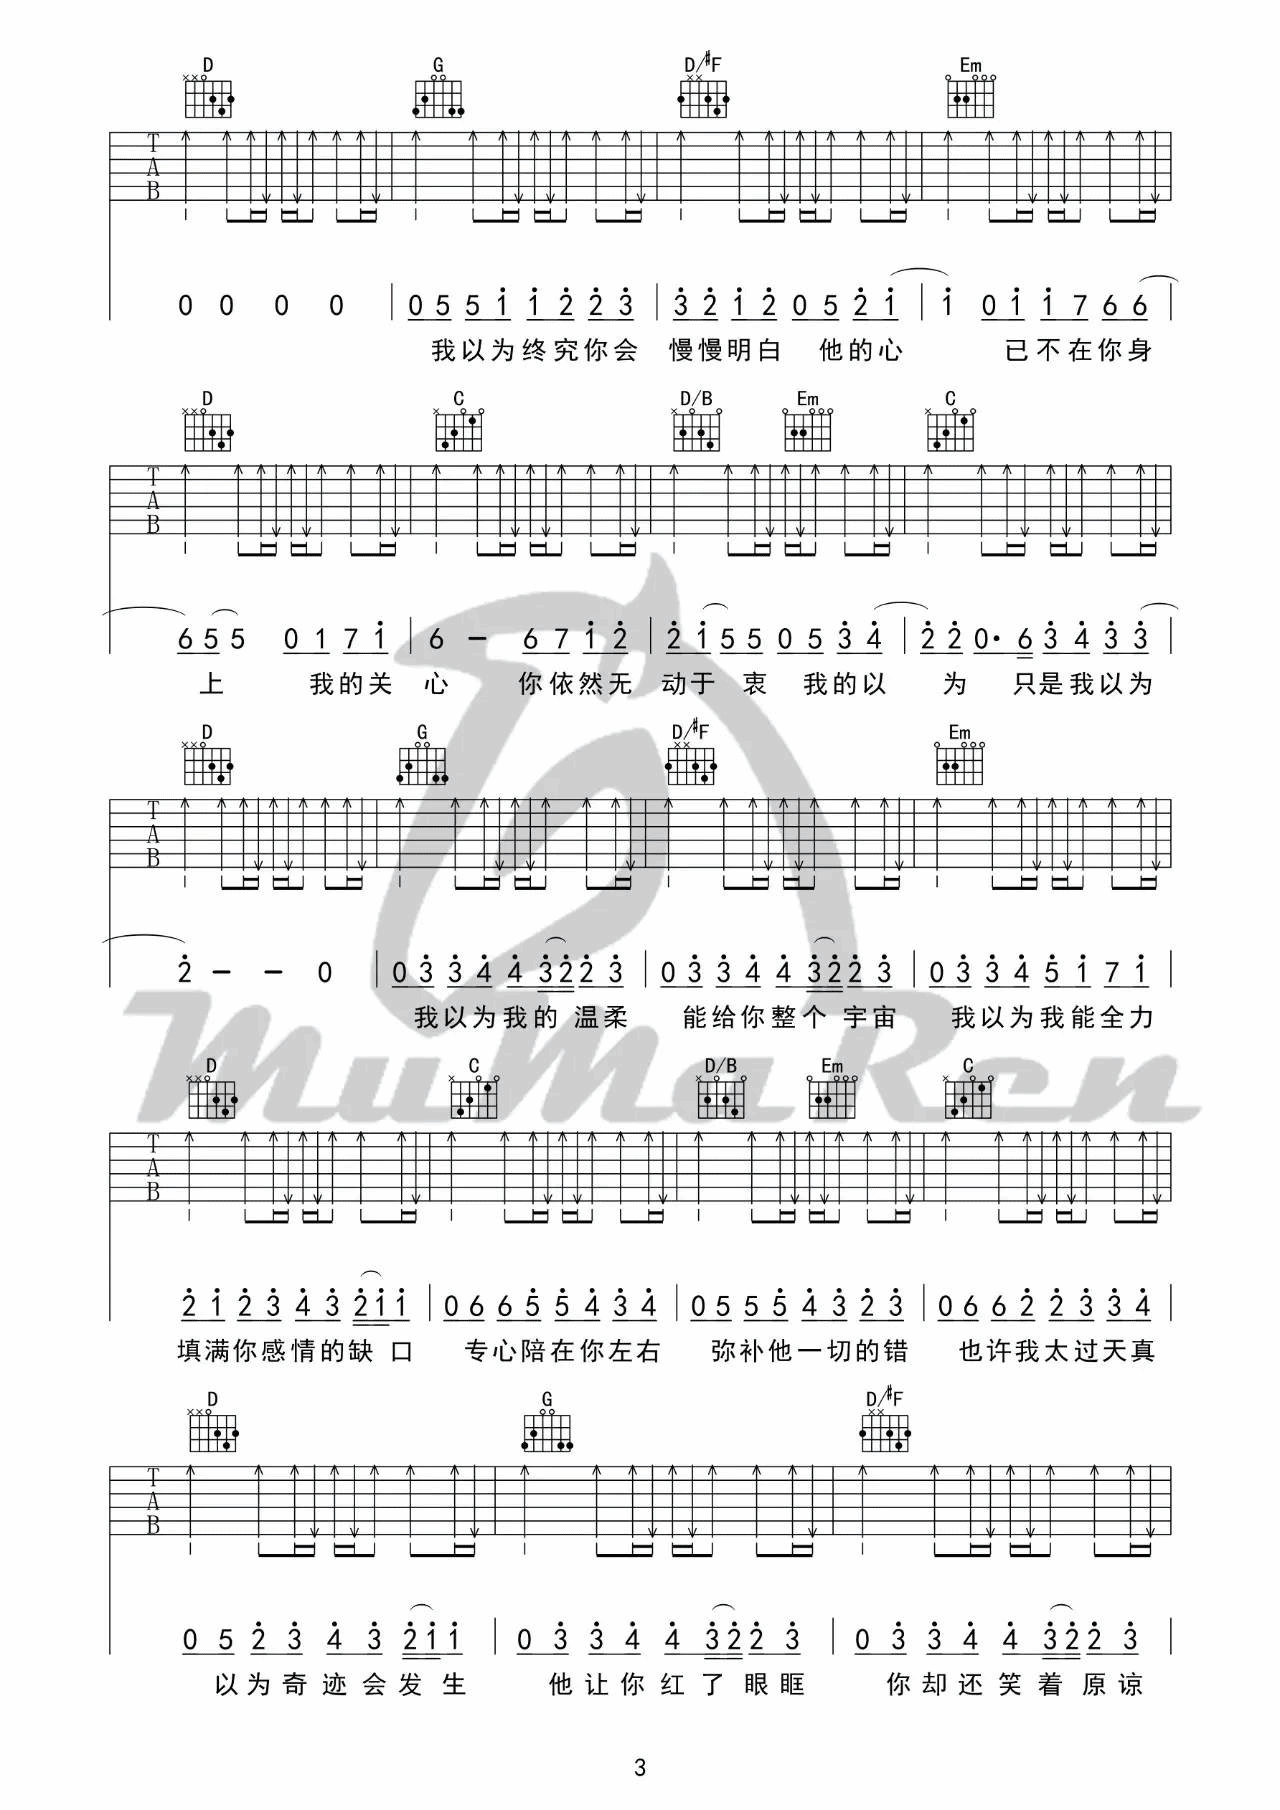 D G D/#F Em
T
A
B
0 0 0 0 | 0 5 5 1 1 2 2 3 | 3 2 1 2 0 5 2 1 | 1 0 1 1 7 6 6 |
我以为终究你会 慢慢明白 他的心 已不在你身
D C D/B Em C
T
A
B
6 5 5 0 1 7 1 | 6 - 6 7 1 2 | 2 1 5 5 0 5 3 4 | 2 2 0· 6 3 4 3 3 |
上 我的关 心 你依然无 动于 衷 我的以 为 只是我以为
D G D/#F Em
T
A
B
2 - - 0 | 0 3 3 4 4 3 2 2 3 | 0 3 3 4 4 3 2 2 3 | 0 3 3 4 5 1 7 1 |
我以为我的 温柔 能给你整个 宇宙 我以为我能全力
MuMaRen
D C D/B Em C
T
A
B
2 1 2 3 4 3 2 1 1 | 0 6 6 5 5 4 3 4 | 0 5 5 5 4 3 2 3 | 0 6 6 2 2 3 3 4 |
填满你感情的缺 口 专心陪在你左右 弥补他一切的错 也许我太过天真
D G D/#F
T
A
B
0 5 2 3 4 3 2 1 1 | 0 3 3 4 4 3 2 2 3 | 0 3 3 4 4 3 2 2 3
以为奇迹会发 生 他让你红了 眼眶 你却还笑着 原谅
3